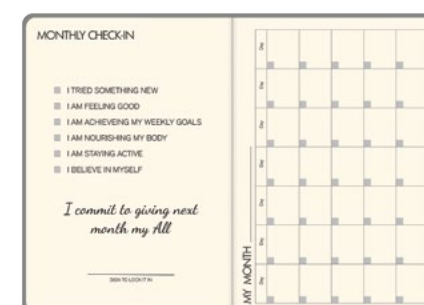 MONTHLY CHECK-IN
I TRIED SOMETHING NEW
I AM FEELING GOOD
I AM ACHIEVEING MY WEEKLY GOALS
I AM NOURISHING MY BODY
I AM STAYING ACTIVE
I BELIEVE IN MYSELF
I commit to giving next
month my All
SIGN TO LOCK IT IN
MY MONTH